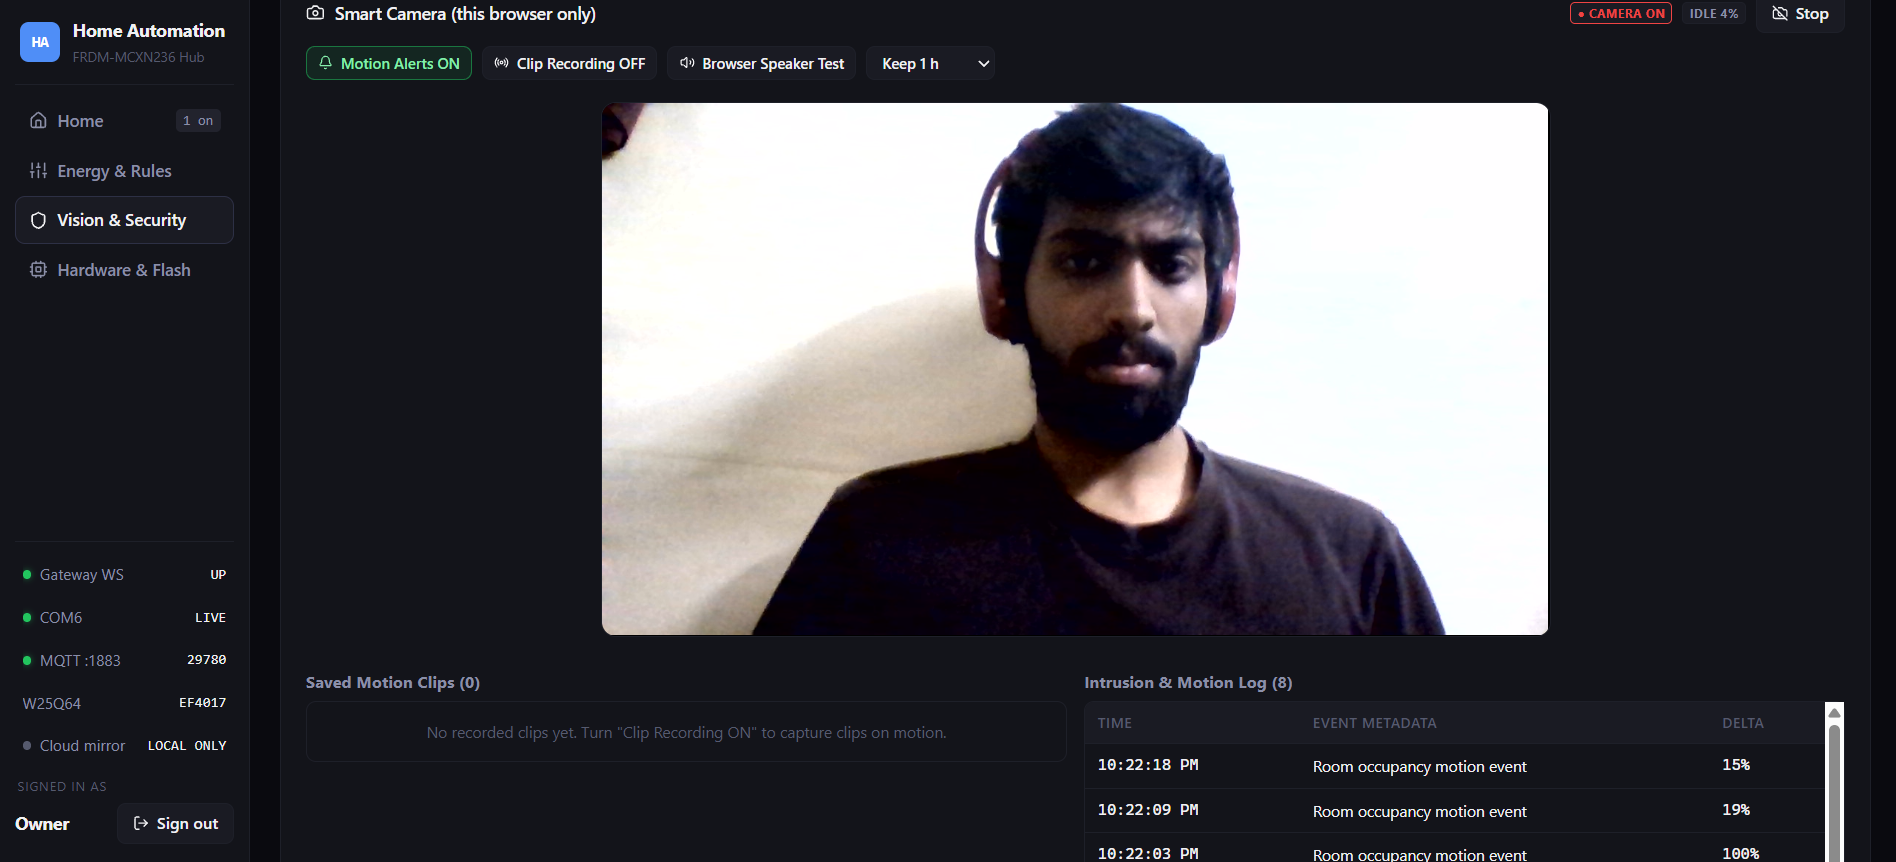 HA
Home Automation
FRDM-MCXN236 Hub
Home
1 on
Energy & Rules
Vision & Security
Hardware & Flash
Gateway WS UP
COM6 LIVE
MQTT :1883 29780
W25Q64 EF4017
Cloud mirror LOCAL ONLY
SIGNED IN AS
Owner
Sign out
Smart Camera (this browser only)
• CAMERA ON
IDLE 4%
Stop
Motion Alerts ON
Clip Recording OFF
Browser Speaker Test
Keep 1 h
Saved Motion Clips (0)
No recorded clips yet. Turn "Clip Recording ON" to capture clips on motion.
Intrusion & Motion Log (8)
TIME EVENT METADATA DELTA
10:22:18 PM Room occupancy motion event 15%
10:22:09 PM Room occupancy motion event 19%
10:22:03 PM Room occupancy motion event 100%